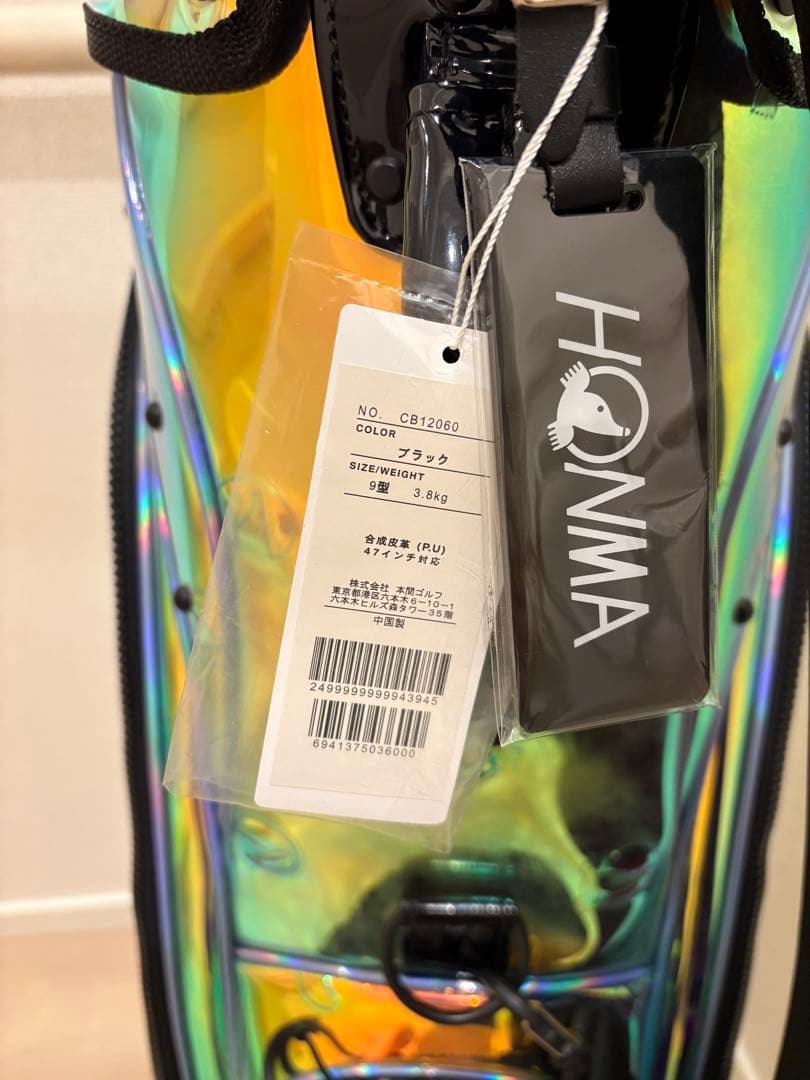 NO. CB12060
COLOR
ブラック
SIZE/WEIGHT
9型 3.8kg
合成皮革 (P.U)
47インチ対応
株式会社 本間ゴルフ
東京都港区六本木6-10-1
六本木ヒルズ森タワー35階
中国製
2499999999943945
6941375036000
HONMA